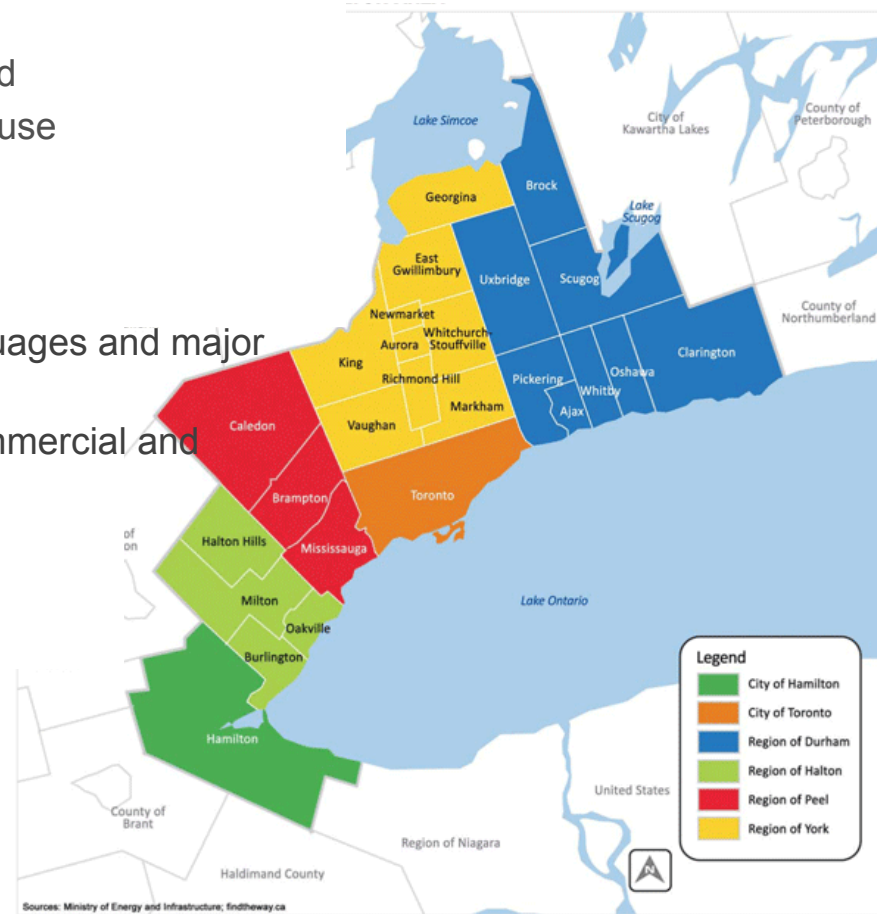 d
use
uages and major
mmercial and
Lake Simcoe
City of
Kawartha Lakes
County of
Peterborough
Georgina
Brock
Lake
Scugog
East
Gwillimbury
Uxbridge
Scugog
County of
Northumberland
Newmarket
Whitchurch-
Stouffville
Aurora
King
Richmond Hill
Pickering
Whitby
Oshawa
Clarington
Ajax
Markham
Vaughan
Caledon
Toronto
Brampton
Mississauga
Halton Hills
of
on
Milton
Oakville
Burlington
Lake Ontario
Hamilton
Legend
City of Hamilton
City of Toronto
Region of Durham
Region of Halton
Region of Peel
Region of York
United States
County of
Brant
Region of Niagara
Haldimand County
N
Sources: Ministry of Energy and Infrastructure; findtheway.ca